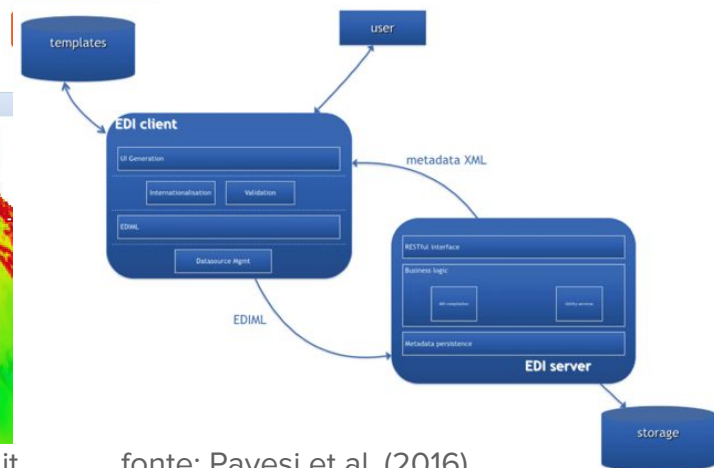 templates
user
EDI client
UI Generation
Internationalisation
Validation
EDIML
Datasource Mgmt
metadata XML
EDIML
RESTful interface
Business logic
Metadata persistence
EDI server
storage
it
fonte: Pavesi et al. (2016)